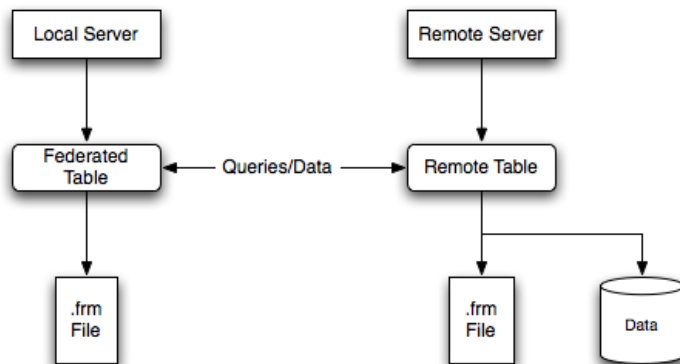 Local Server
Remote Server
Federated
Table
Queries/Data
Remote Table
.frm
File
.frm
File
Data